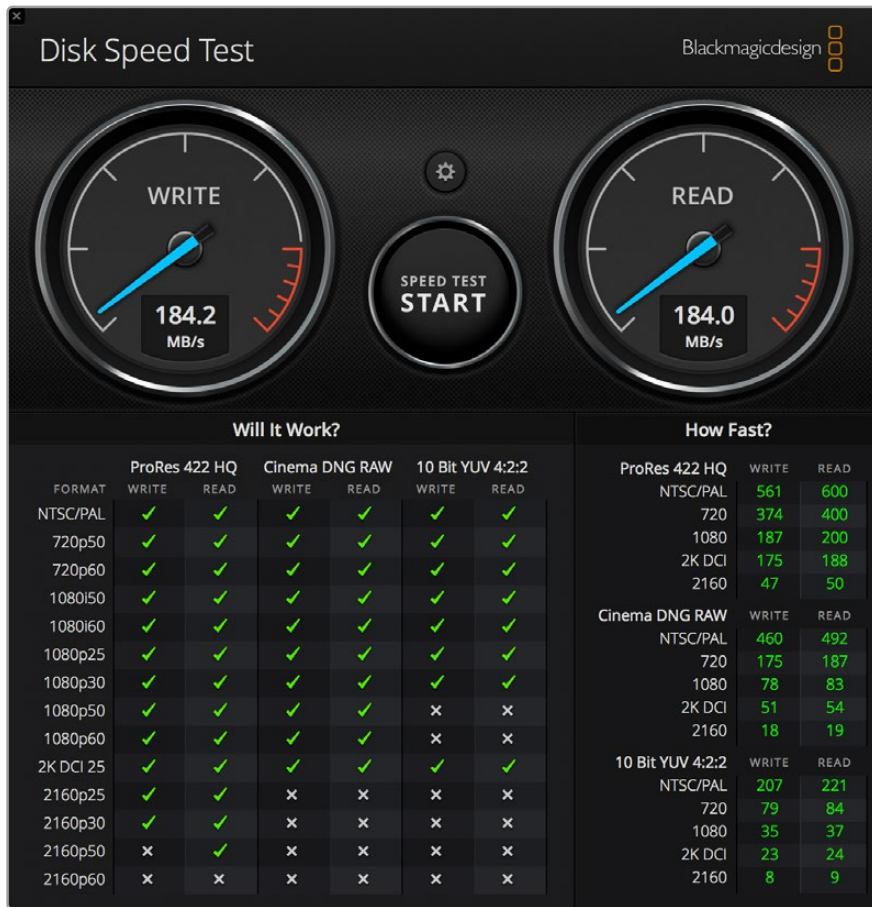 Disk Speed Test
Blackmagicdesign
WRITE
184.2
MB/s
SPEED TEST
START
READ
184.0
MB/s
Will It Work?
ProRes 422 HQ Cinema DNG RAW 10 Bit YUV 4:2:2
FORMAT WRITE READ WRITE READ WRITE READ
NTSC/PAL ✓ ✓ ✓ ✓ ✓ ✓
720p50 ✓ ✓ ✓ ✓ ✓ ✓
720p60 ✓ ✓ ✓ ✓ ✓ ✓
1080i50 ✓ ✓ ✓ ✓ ✓ ✓
1080i60 ✓ ✓ ✓ ✓ ✓ ✓
1080p25 ✓ ✓ ✓ ✓ ✓ ✓
1080p30 ✓ ✓ ✓ ✓ ✓ ✓
1080p50 ✓ ✓ ✓ ✓ × ×
1080p60 ✓ ✓ ✓ ✓ × ×
2K DCI 25 ✓ ✓ ✓ ✓ ✓ ✓
2160p25 ✓ ✓ × × × ×
2160p30 ✓ ✓ × × × ×
2160p50 × ✓ × × × ×
2160p60 × × × × × ×
How Fast?
ProRes 422 HQ WRITE READ
NTSC/PAL 561 600
720 374 400
1080 187 200
2K DCI 175 188
2160 47 50
Cinema DNG RAW WRITE READ
NTSC/PAL 460 492
720 175 187
1080 78 83
2K DCI 51 54
2160 18 19
10 Bit YUV 4:2:2 WRITE READ
NTSC/PAL 207 221
720 79 84
1080 35 37
2K DCI 23 24
2160 8 9